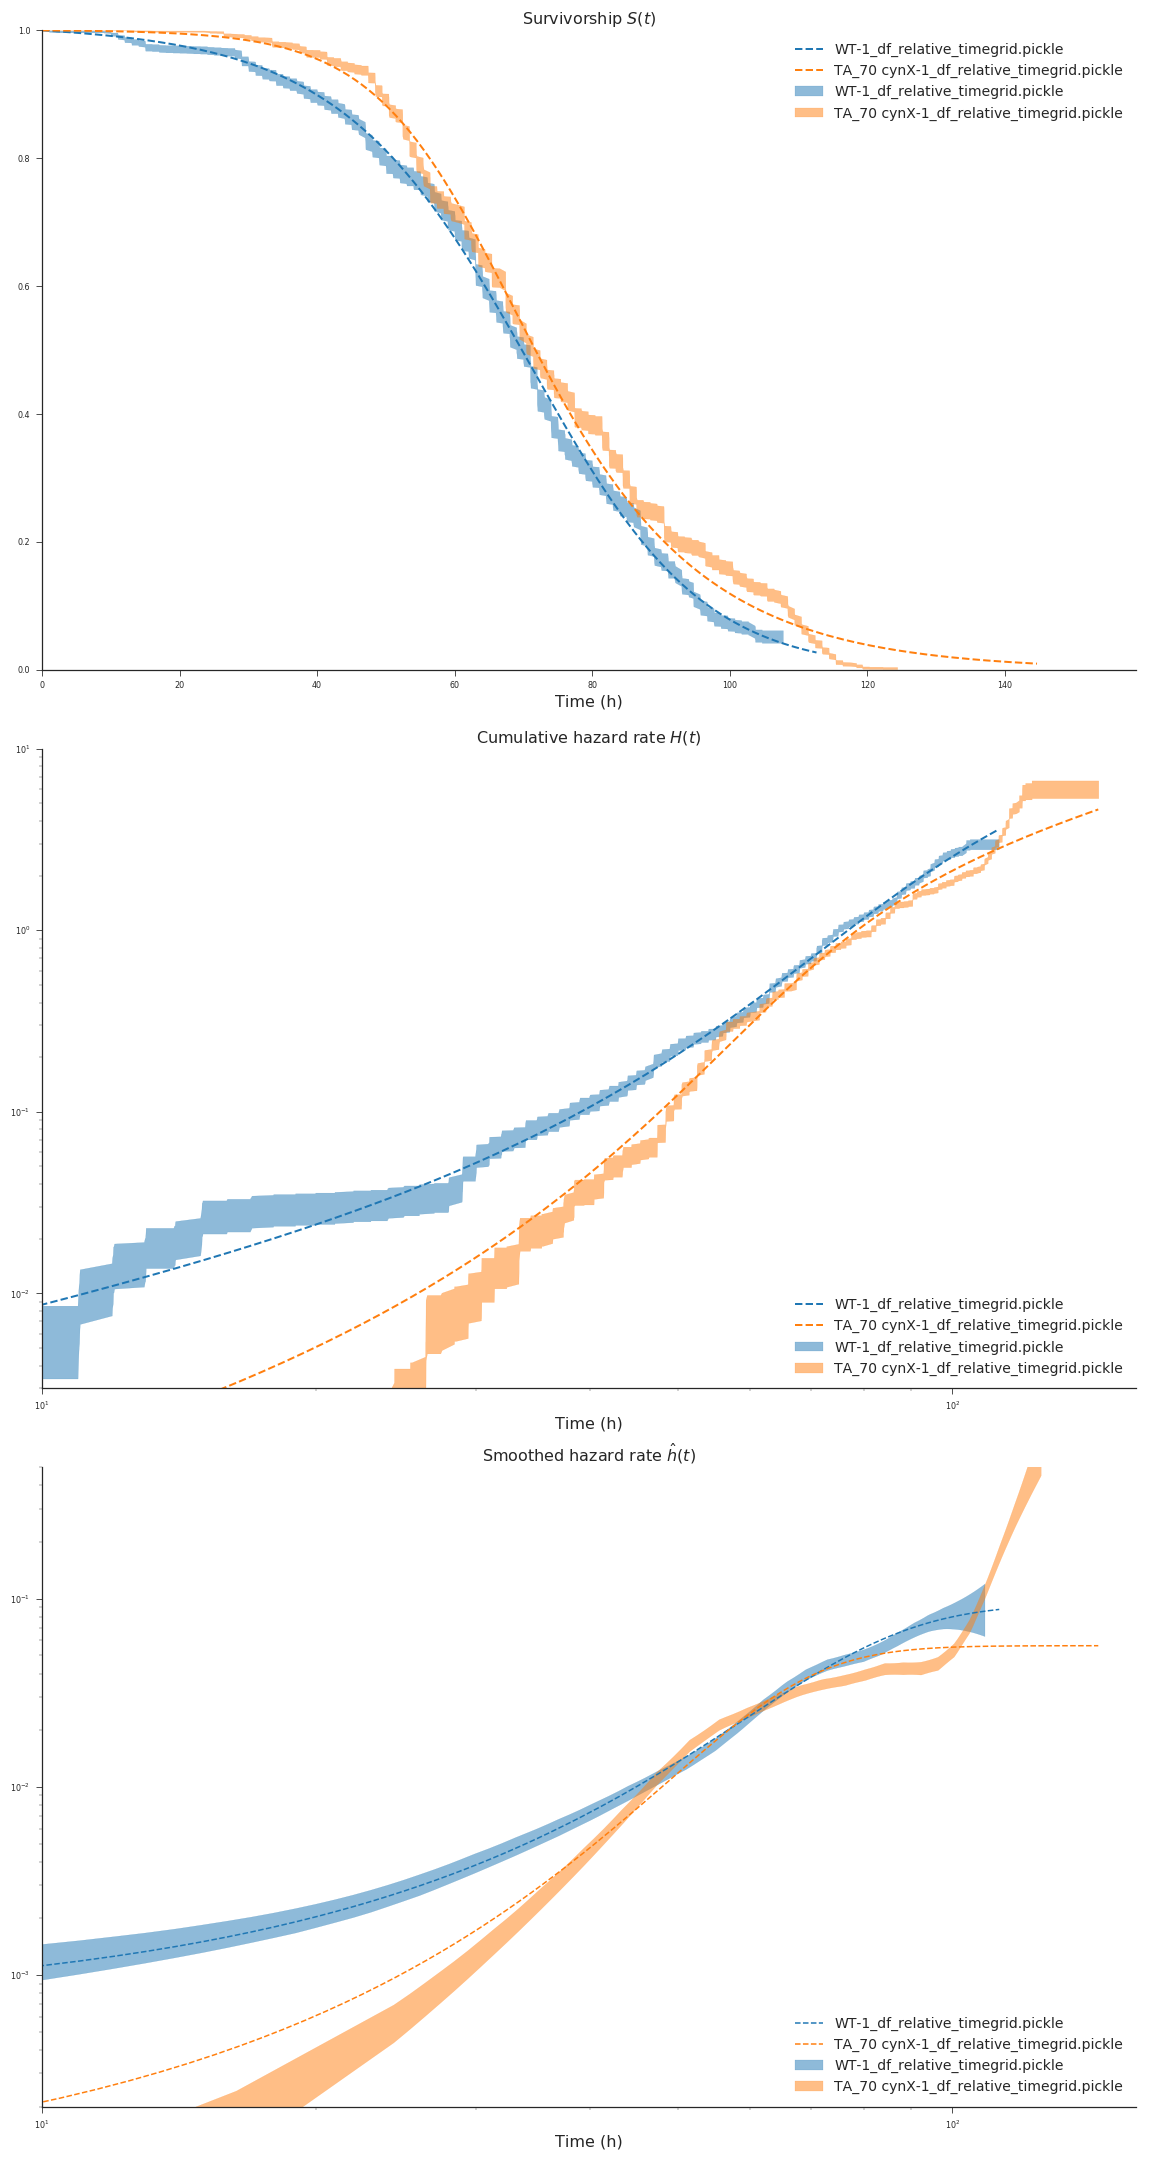 Survivorship S(t)
1.0
0.8
0.6
0.4
0.2
0.0
WT-1_df_relative_timegrid.pickle
TA_70 cynX-1_df_relative_timegrid.pickle
WT-1_df_relative_timegrid.pickle
TA_70 cynX-1_df_relative_timegrid.pickle
0 20 40 60 80 100 120 140
Time (h)
Cumulative hazard rate H(t)
10¹
10⁰
10⁻¹
10⁻²
WT-1_df_relative_timegrid.pickle
TA_70 cynX-1_df_relative_timegrid.pickle
WT-1_df_relative_timegrid.pickle
TA_70 cynX-1_df_relative_timegrid.pickle
10¹ 10²
Time (h)
Smoothed hazard rate ĥ(t)
10⁻¹
10⁻²
10⁻³
WT-1_df_relative_timegrid.pickle
TA_70 cynX-1_df_relative_timegrid.pickle
WT-1_df_relative_timegrid.pickle
TA_70 cynX-1_df_relative_timegrid.pickle
10¹ 10²
Time (h)